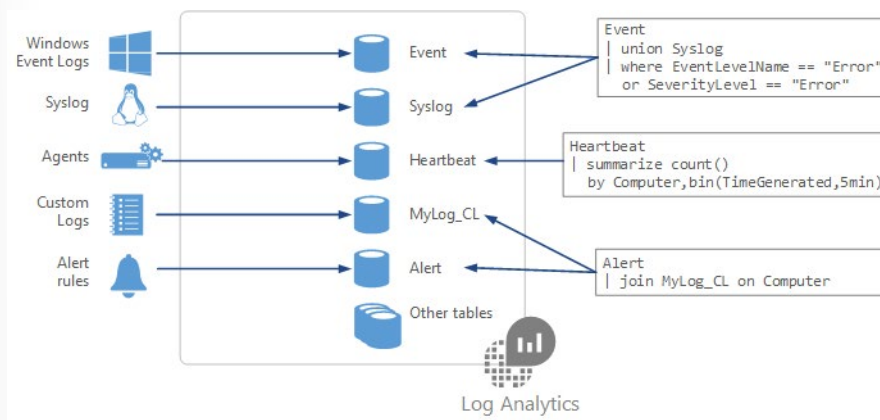 Windows
Event Logs
Event
Syslog
Syslog
Agents
Heartbeat
Custom
Logs
MyLog_CL
Alert
rules
Alert
Other tables
Log Analytics
Event
| union Syslog
| where EventLevelName == "Error"
or SeverityLevel == "Error"
Heartbeat
| summarize count()
by Computer,bin(TimeGenerated,5min)
Alert
| join MyLog_CL on Computer